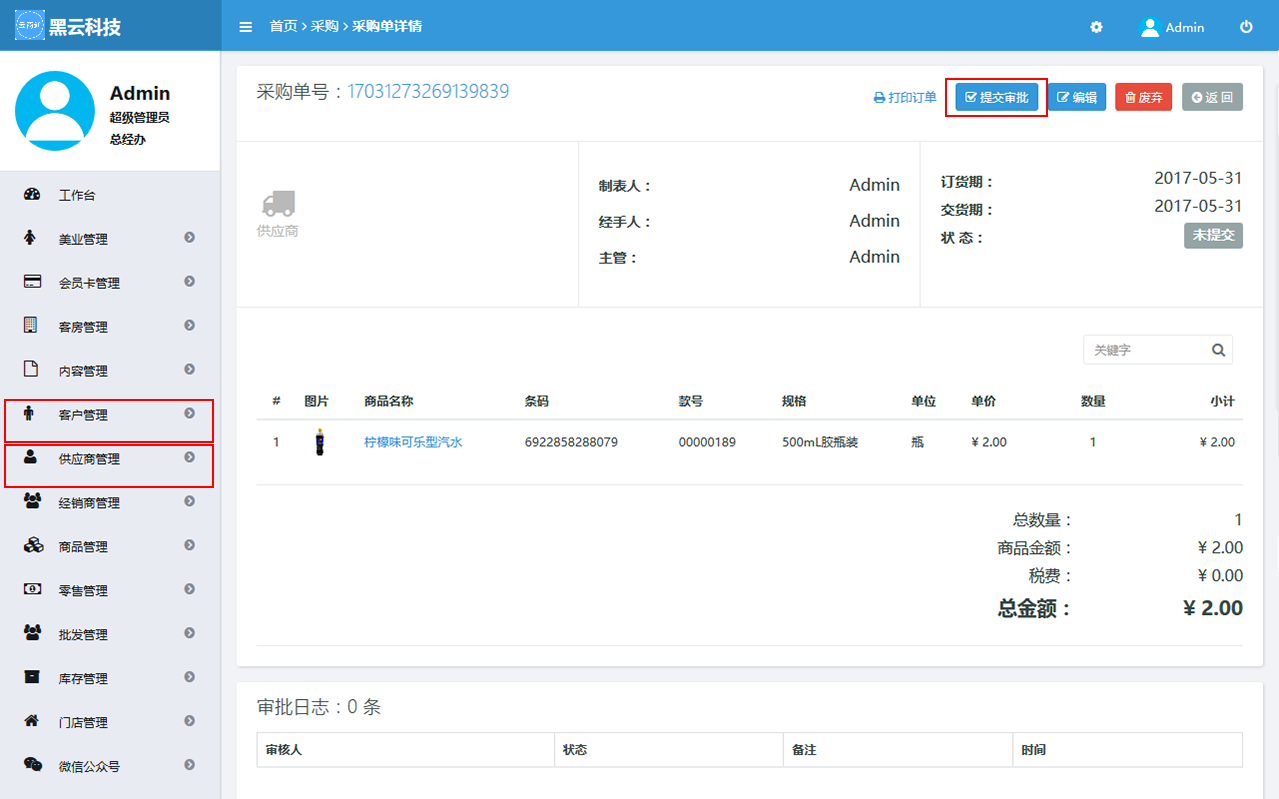 黑云科技
首页 > 采购 > 采购单详情
Admin
Admin
超级管理员
总经办
工作台
美业管理
会员卡管理
客房管理
内容管理
客户管理
供应商管理
经销商管理
商品管理
零售管理
批发管理
库存管理
门店管理
微信公众号
采购单号：17031273269139839
打印订单 提交审批 编辑 废弃 返 回
供应商
制表人： Admin
经手人： Admin
主管： Admin
订货期： 2017-05-31
交货期： 2017-05-31
状 态： 未提交
关键字
# 图片 商品名称 条码 款号 规格 单位 单价 数量 小计
1 柠檬味可乐型汽水 6922858288079 00000189 500mL胶瓶装 瓶 ¥ 2.00 1 ¥ 2.00
总数量： 1
商品金额： ¥ 2.00
税费： ¥ 0.00
总金额： ¥ 2.00
审批日志：0 条
审核人 状态 备注 时间